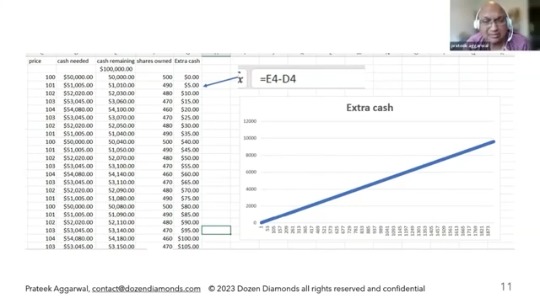 prateek aggarwal
price cash needed cash remaining shares owned Extra cash
$100,000.00
100 $50,000.00 50,000.00 500 $0.00
101 $51,005.00 51,010.00 490 $5.00
102 $52,020.00 52,030.00 480 $10.00
103 $53,045.00 53,060.00 470 $15.00
104 $54,080.00 54,100.00 460 $20.00
103 $53,045.00 53,070.00 470 $25.00
102 $52,020.00 52,050.00 480 $30.00
101 $51,005.00 51,040.00 490 $35.00
100 $50,000.00 50,040.00 500 $40.00
101 $51,005.00 51,050.00 490 $45.00
102 $52,020.00 52,070.00 480 $50.00
103 $53,045.00 53,100.00 470 $55.00
104 $54,080.00 54,140.00 460 $60.00
103 $53,045.00 53,110.00 470 $65.00
102 $52,020.00 52,090.00 480 $70.00
101 $51,005.00 51,080.00 490 $75.00
100 $50,000.00 50,080.00 500 $80.00
101 $51,005.00 51,090.00 490 $85.00
102 $52,020.00 52,110.00 480 $90.00
103 $53,045.00 53,140.00 470 $95.00
104 $54,080.00 54,180.00 460 $100.00
103 $53,045.00 53,150.00 470 $105.00
=E4-D4
Extra cash
12000
10000
8000
6000
4000
2000
0
Prateek Aggarwal, contact@dozendiamonds.com © 2023 Dozen Diamonds all rights reserved and confidential
11